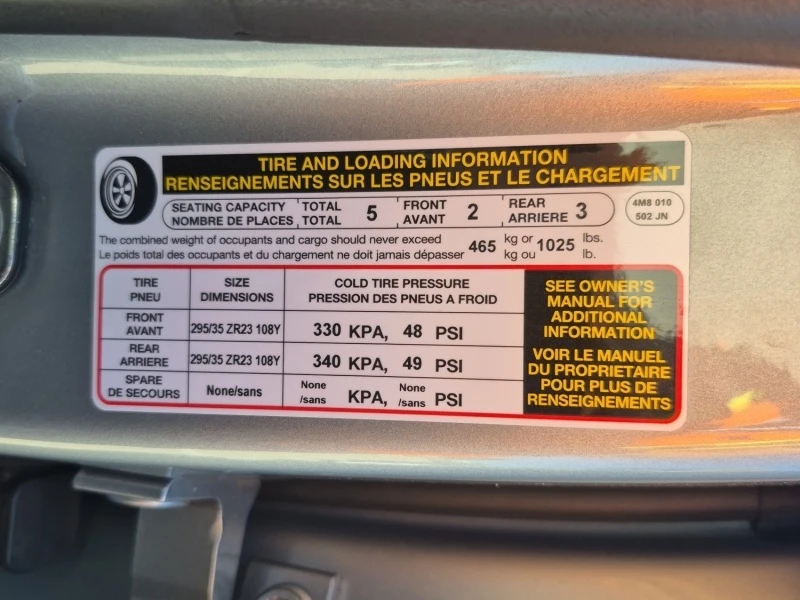 TIRE AND LOADING INFORMATION
RENSEIGNEMENTS SUR LES PNEUS ET LE CHARGEMENT
SEATING CAPACITY TOTAL 5 FRONT 2 REAR 3
NOMBRE DE PLACES TOTAL AVANT ARRIERE
4M8 010
502 JN
The combined weight of occupants and cargo should never exceed 465 kg or 1025 lbs.
Le poids total des occupants et du chargement ne doit jamais dépasser kg ou lb.
TIRE SIZE COLD TIRE PRESSURE
PNEU DIMENSIONS PRESSION DES PNEUS A FROID
FRONT
AVANT 295/35 ZR23 108Y 330 KPA, 48 PSI
REAR
ARRIERE 295/35 ZR23 108Y 340 KPA, 49 PSI
SPARE None None
DE SECOURS None/sans /sans KPA, /sans PSI
SEE OWNER'S
MANUAL FOR
ADDITIONAL
INFORMATION
VOIR LE MANUEL
DU PROPRIETAIRE
POUR PLUS DE
RENSEIGNEMENTS